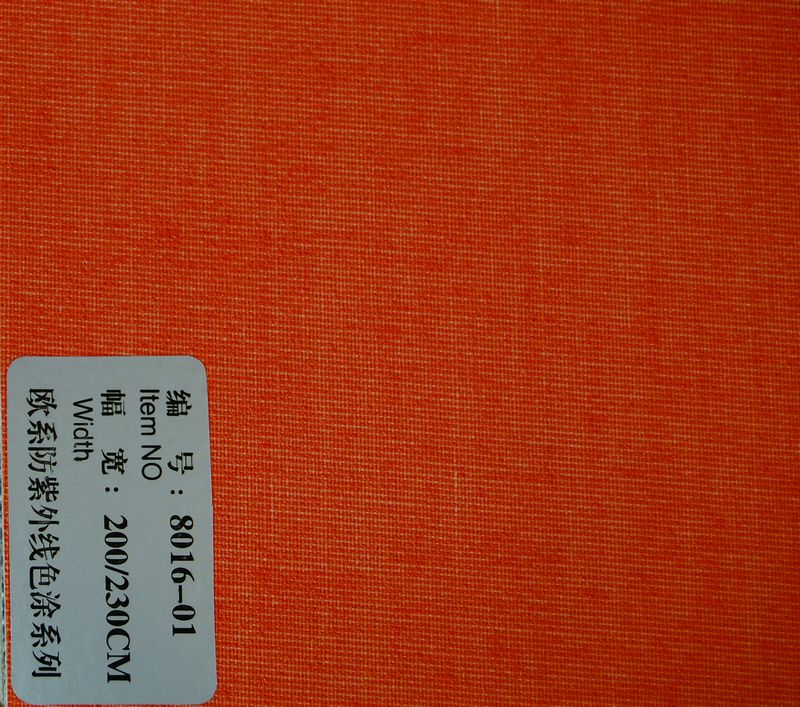 编 号：8016-01
Item NO
幅 宽：200/230CM
Width
欧系防紫外线色涂系列